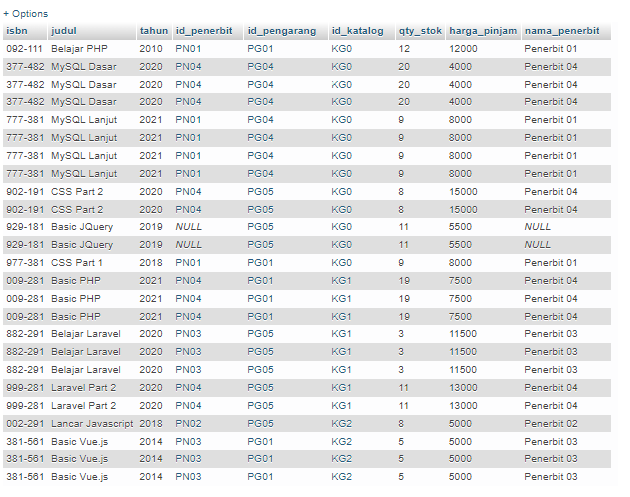 + Options
isbn judul tahun id_penerbit id_pengarang id_katalog qty_stok harga_pinjam nama_penerbit
092-111 Belajar PHP 2010 PN01 PG01 KG0 12 12000 Penerbit 01
377-482 MySQL Dasar 2020 PN04 PG04 KG0 20 4000 Penerbit 04
377-482 MySQL Dasar 2020 PN04 PG04 KG0 20 4000 Penerbit 04
377-482 MySQL Dasar 2020 PN04 PG04 KG0 20 4000 Penerbit 04
777-381 MySQL Lanjut 2021 PN01 PG04 KG0 9 8000 Penerbit 01
777-381 MySQL Lanjut 2021 PN01 PG04 KG0 9 8000 Penerbit 01
777-381 MySQL Lanjut 2021 PN01 PG04 KG0 9 8000 Penerbit 01
777-381 MySQL Lanjut 2021 PN01 PG04 KG0 9 8000 Penerbit 01
902-191 CSS Part 2 2020 PN04 PG05 KG0 8 15000 Penerbit 04
902-191 CSS Part 2 2020 PN04 PG05 KG0 8 15000 Penerbit 04
929-181 Basic JQuery 2019 NULL PG05 KG0 11 5500 NULL
929-181 Basic JQuery 2019 NULL PG05 KG0 11 5500 NULL
977-381 CSS Part 1 2018 PN01 PG01 KG0 9 8000 Penerbit 01
009-281 Basic PHP 2021 PN04 PG01 KG1 19 7500 Penerbit 04
009-281 Basic PHP 2021 PN04 PG01 KG1 19 7500 Penerbit 04
009-281 Basic PHP 2021 PN04 PG01 KG1 19 7500 Penerbit 04
882-291 Belajar Laravel 2020 PN03 PG05 KG1 3 11500 Penerbit 03
882-291 Belajar Laravel 2020 PN03 PG05 KG1 3 11500 Penerbit 03
882-291 Belajar Laravel 2020 PN03 PG05 KG1 3 11500 Penerbit 03
999-281 Laravel Part 2 2020 PN04 PG05 KG1 11 13000 Penerbit 04
999-281 Laravel Part 2 2020 PN04 PG05 KG1 11 13000 Penerbit 04
002-291 Lancar Javascript 2018 PN02 PG05 KG2 8 5000 Penerbit 02
381-561 Basic Vue.js 2014 PN03 PG01 KG2 5 5000 Penerbit 03
381-561 Basic Vue.js 2014 PN03 PG01 KG2 5 5000 Penerbit 03
381-561 Basic Vue.js 2014 PN03 PG01 KG2 5 5000 Penerbit 03